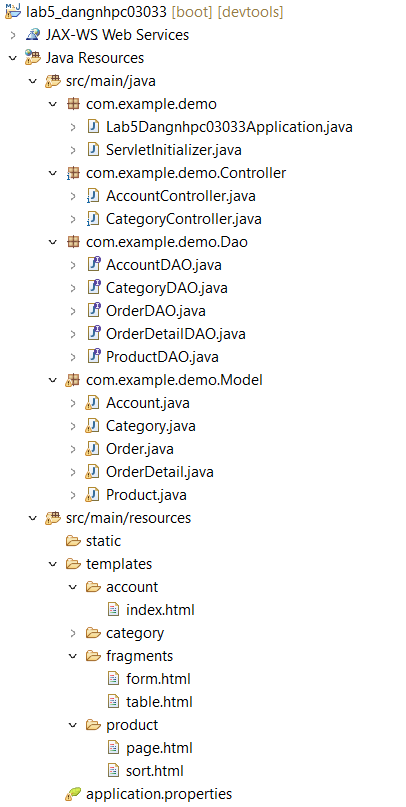 lab5_dangnhpc03033 [boot] [devtools]
JAX-WS Web Services
Java Resources
src/main/java
com.example.demo
Lab5Dangnhpc03033Application.java
ServletInitializer.java
com.example.demo.Controller
AccountController.java
CategoryController.java
com.example.demo.Dao
AccountDAO.java
CategoryDAO.java
OrderDAO.java
OrderDetailDAO.java
ProductDAO.java
com.example.demo.Model
Account.java
Category.java
Order.java
OrderDetail.java
Product.java
src/main/resources
static
templates
account
index.html
category
fragments
form.html
table.html
product
page.html
sort.html
application.properties